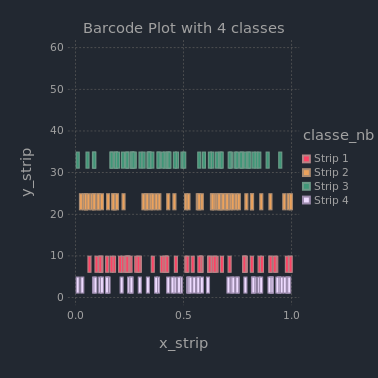 Barcode Plot with 4 classes
60
50
40
30
20
10
0
0.0
0.5
1.0
x_strip
y_strip
classe_nb
Strip 1
Strip 2
Strip 3
Strip 4